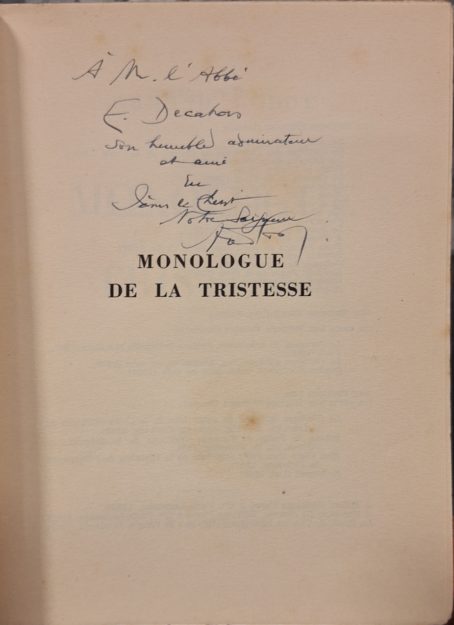 À M. l'Abbé
E. Decahors
son humble admirateur
et ami
en
Jésus le Christ
Notre Seigneur
MONOLOGUE
DE LA TRISTESSE